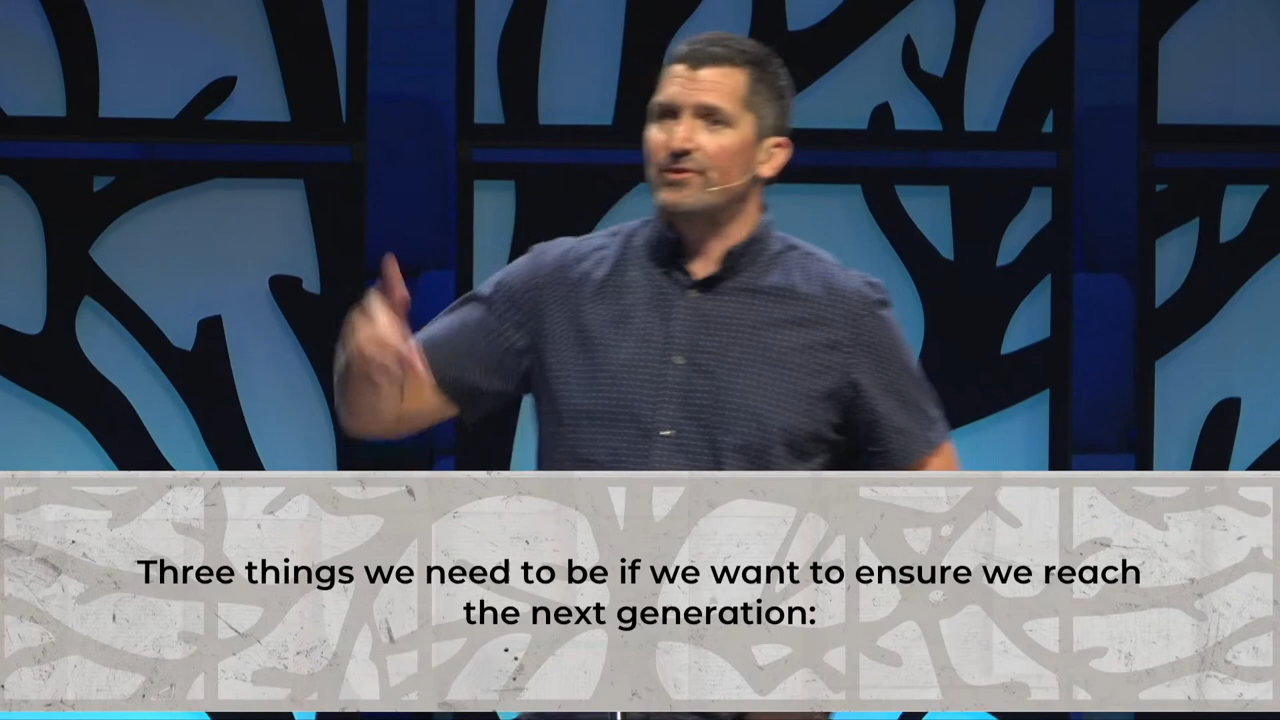 Three things we need to be if we want to ensure we reach
the next generation: